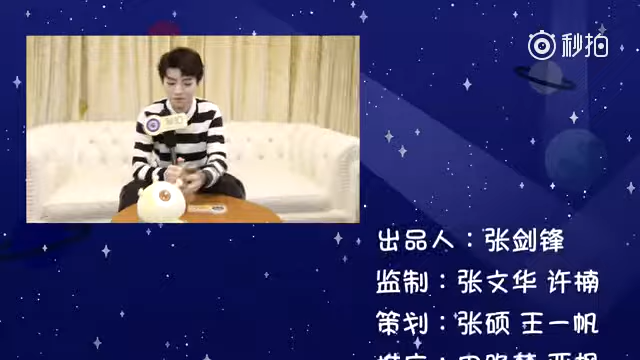 秒拍
出品人：张剑锋
监制：张文华 许楠
策划：张硕 王一帆